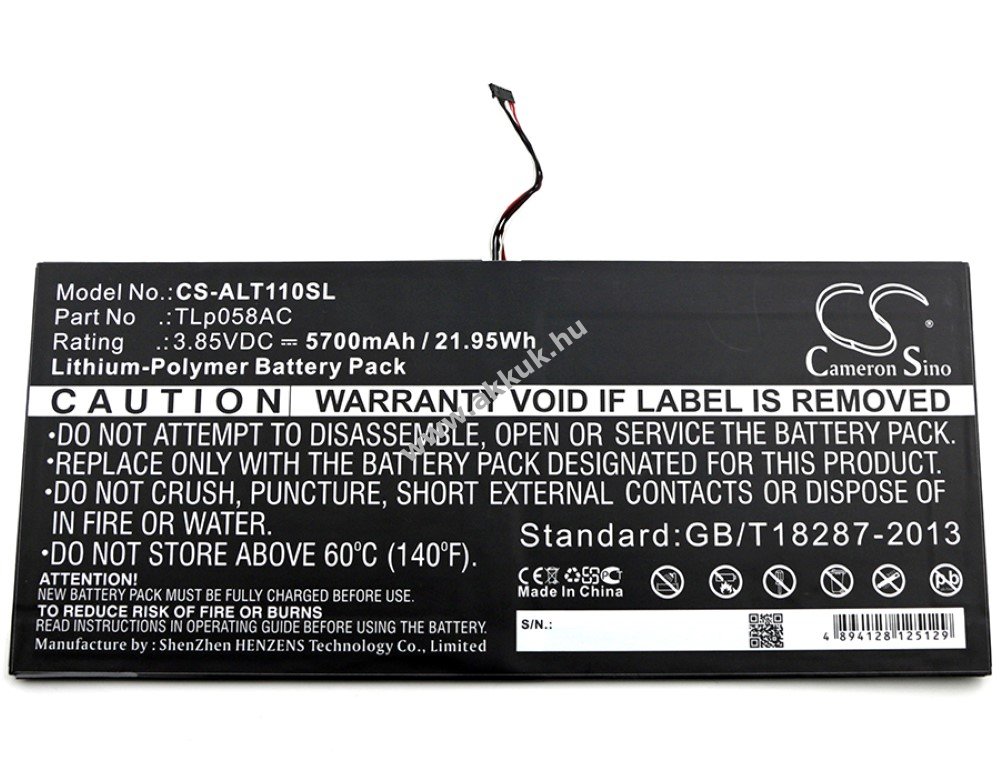 Model No.:CS-ALT110SL
Part No .:TLp058AC
Rating .:3.85VDC ⎓ 5700mAh / 21.95Wh
Lithium-Polymer Battery Pack
CS
Cameron Sino
CAUTION WARRANTY VOID IF LABEL IS REMOVED
•DO NOT ATTEMPT TO DISASSEMBLE, OPEN OR SERVICE THE BATTERY PACK.
•REPLACE ONLY WITH THE BATTERY PACK DESIGNATED FOR THIS PRODUCT.
•DO NOT CRUSH, PUNCTURE, SHORT EXTERNAL CONTACTS OR DISPOSE OF
IN FIRE OR WATER.
•DO NOT STORE ABOVE 60°C (140°F).
Standard:GB/T18287-2013
ATTENTION!
NEW BATTERY PACK MUST BE FULLY CHARGED BEFORE USE.
TO REDUCE RISK OF FIRE OR BURNS
READ INSTRUCTIONS IN OPERATING GUIDE BEFORE USING THE BATTERY.
Manufacture by : ShenZhen HENZENS Technology Co., Limited
CE
Pb
Made In China
S/N.:
4 894128 125129
www.akkuk.hu